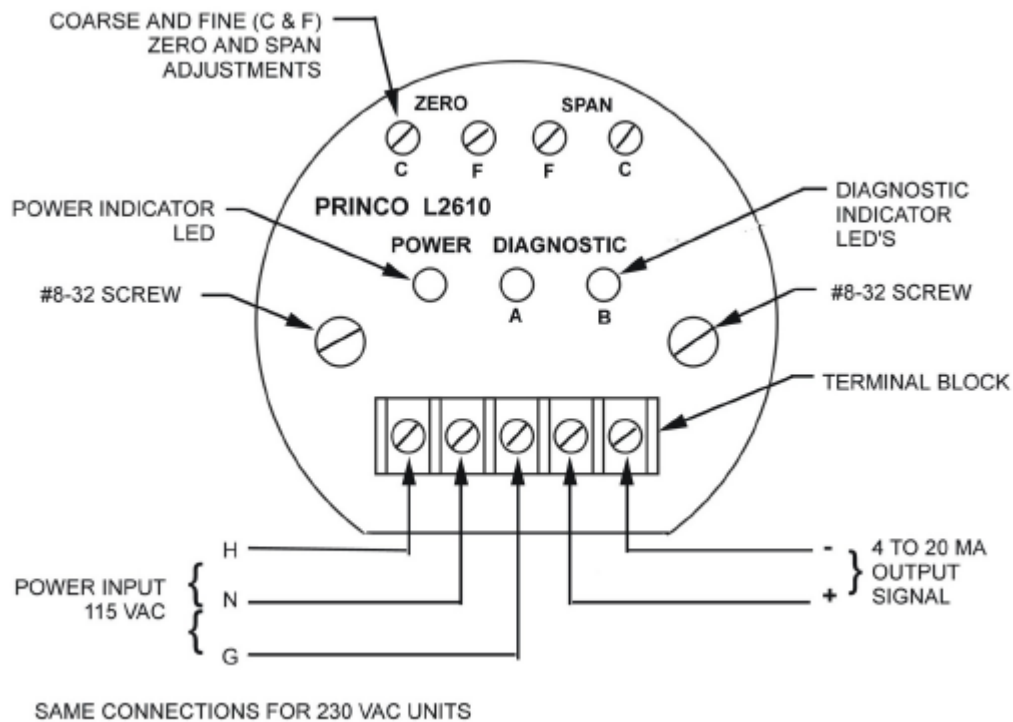 COARSE AND FINE (C & F)
ZERO AND SPAN
ADJUSTMENTS
ZERO SPAN
C F F C
PRINCO L2610
POWER INDICATOR
LED
DIAGNOSTIC
INDICATOR
LED'S
POWER DIAGNOSTIC
A B
#8-32 SCREW
#8-32 SCREW
TERMINAL BLOCK
H
N
G
POWER INPUT
115 VAC
-
+
4 TO 20 MA
OUTPUT
SIGNAL
SAME CONNECTIONS FOR 230 VAC UNITS